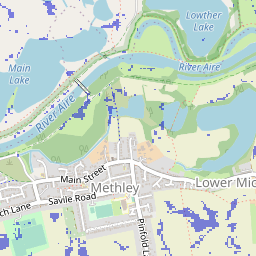 Lowther
Lake
Main
Lake
River Aire
River Aire
Main Street
Methley
Lower Mic
Savile Road
ch Lane
Pinfold L